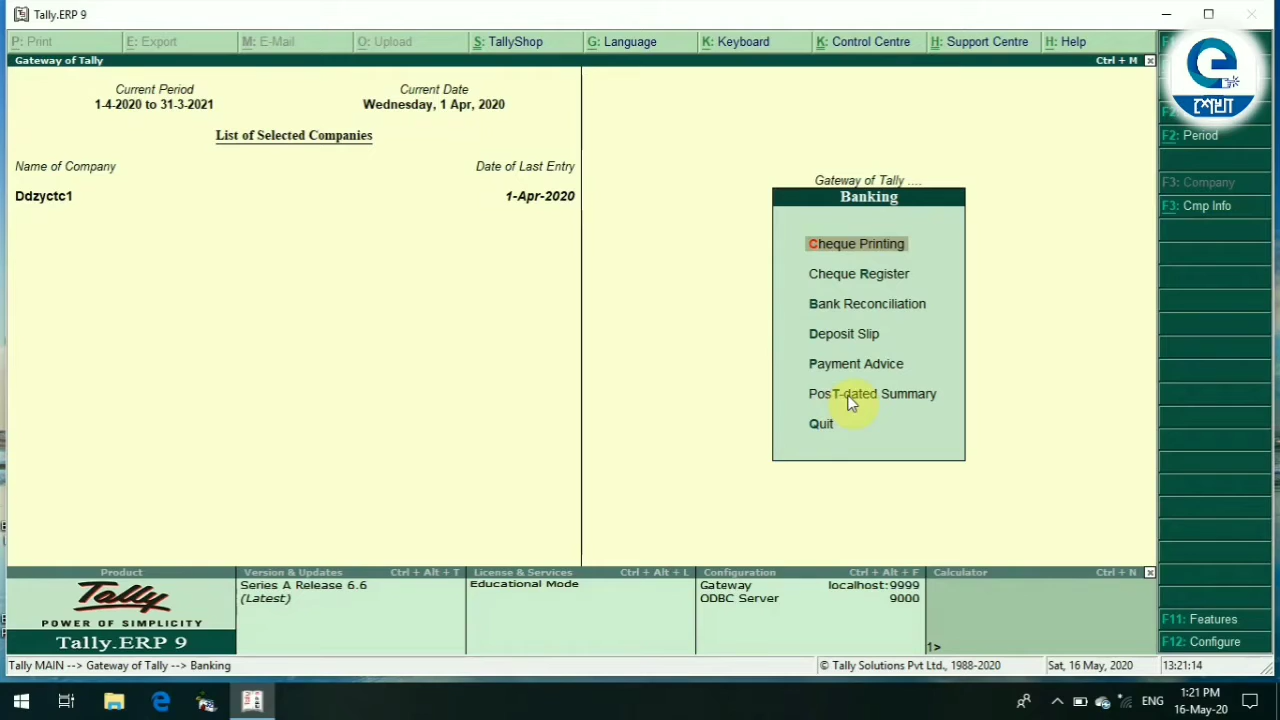 Tally.ERP 9
P: Print
E: Export
M: E-Mail
O: Upload
S: TallyShop
G: Language
K: Keyboard
K: Control Centre
H: Support Centre
H: Help
Gateway of Tally
Ctrl + M
Current Period
1-4-2020 to 31-3-2021
Current Date
Wednesday, 1 Apr, 2020
List of Selected Companies
Name of Company
Date of Last Entry
Ddzyctc1
1-Apr-2020
Gateway of Tally ....
Banking
Cheque Printing
Cheque Register
Bank Reconciliation
Deposit Slip
Payment Advice
PosT-dated Summary
Quit
শেখা
F2: Period
F3: Company
F3: Cmp Info
F11: Features
F12: Configure
Product
Tally
POWER OF SIMPLICITY
Tally.ERP 9
Version & Updates
Ctrl + Alt + T
Series A Release 6.6
(Latest)
License & Services
Ctrl + Alt + L
Educational Mode
Configuration
Ctrl + Alt + F
Gateway
localhost:9999
ODBC Server
9000
Calculator
Ctrl + N
1>
Tally MAIN --> Gateway of Tally --> Banking
© Tally Solutions Pvt Ltd., 1988-2020
Sat, 16 May, 2020
13:21:14
ENG
1:21 PM
16-May-20